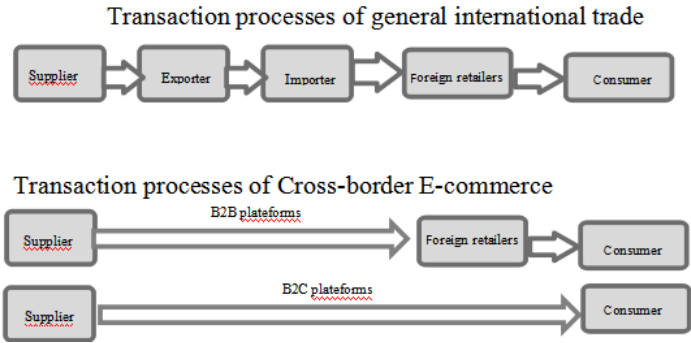 Transaction processes of general international trade
Supplier
Exporter
Importer
Foreign retailers
Consumer
Transaction processes of Cross-border E-commerce
B2B plateforms
Supplier
Foreign retailers
Consumer
B2C plateforms
Supplier
Consumer